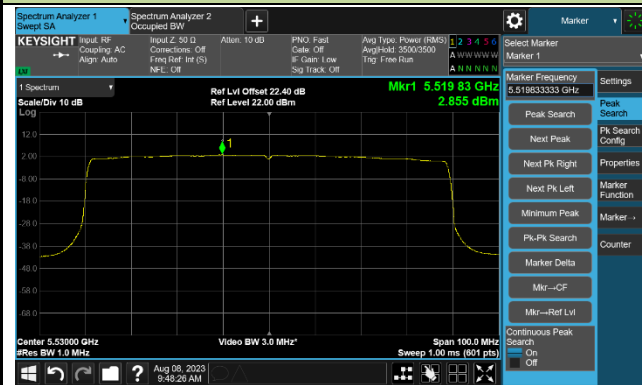 Spectrum Analyzer 1
Swept SA
Spectrum Analyzer 2
Occupied BW
Marker
KEYSIGHT
Input: RF
Coupling: AC
Align: Auto
Input Z: 50 Ω
Corrections: Off
Freq Ref: Int (S)
NFE: Off
Atten: 10 dB
PNO: Fast
Gate: Off
IF Gain: Low
Sig Track: Off
Avg Type: Power (RMS)
Avg|Hold: 3500/3500
Trig: Free Run
1 2 3 4 5 6
A W W W W W
A N N N N N
Select Marker
Marker 1
1 Spectrum
Scale/Div 10 dB
Log
Ref Lvl Offset 22.40 dB
Ref Level 22.00 dBm
Mkr1 5.519 83 GHz
2.855 dBm
12.0
2.00
-8.00
-18.0
-28.0
-38.0
-48.0
-58.0
-68.0
1
Center 5.53000 GHz
#Res BW 1.0 MHz
Video BW 3.0 MHz*
Span 100.0 MHz
Sweep 1.00 ms (601 pts)
Marker Frequency
5.519833333 GHz
Peak Search
Next Peak
Next Pk Right
Next Pk Left
Minimum Peak
Pk-Pk Search
Marker Delta
Mkr→CF
Mkr→Ref Lvl
Continuous Peak
Search
On
Off
Settings
Peak
Search
Pk Search
Config
Properties
Marker
Function
Marker→
Counter
Aug 08, 2023
9:48:26 AM